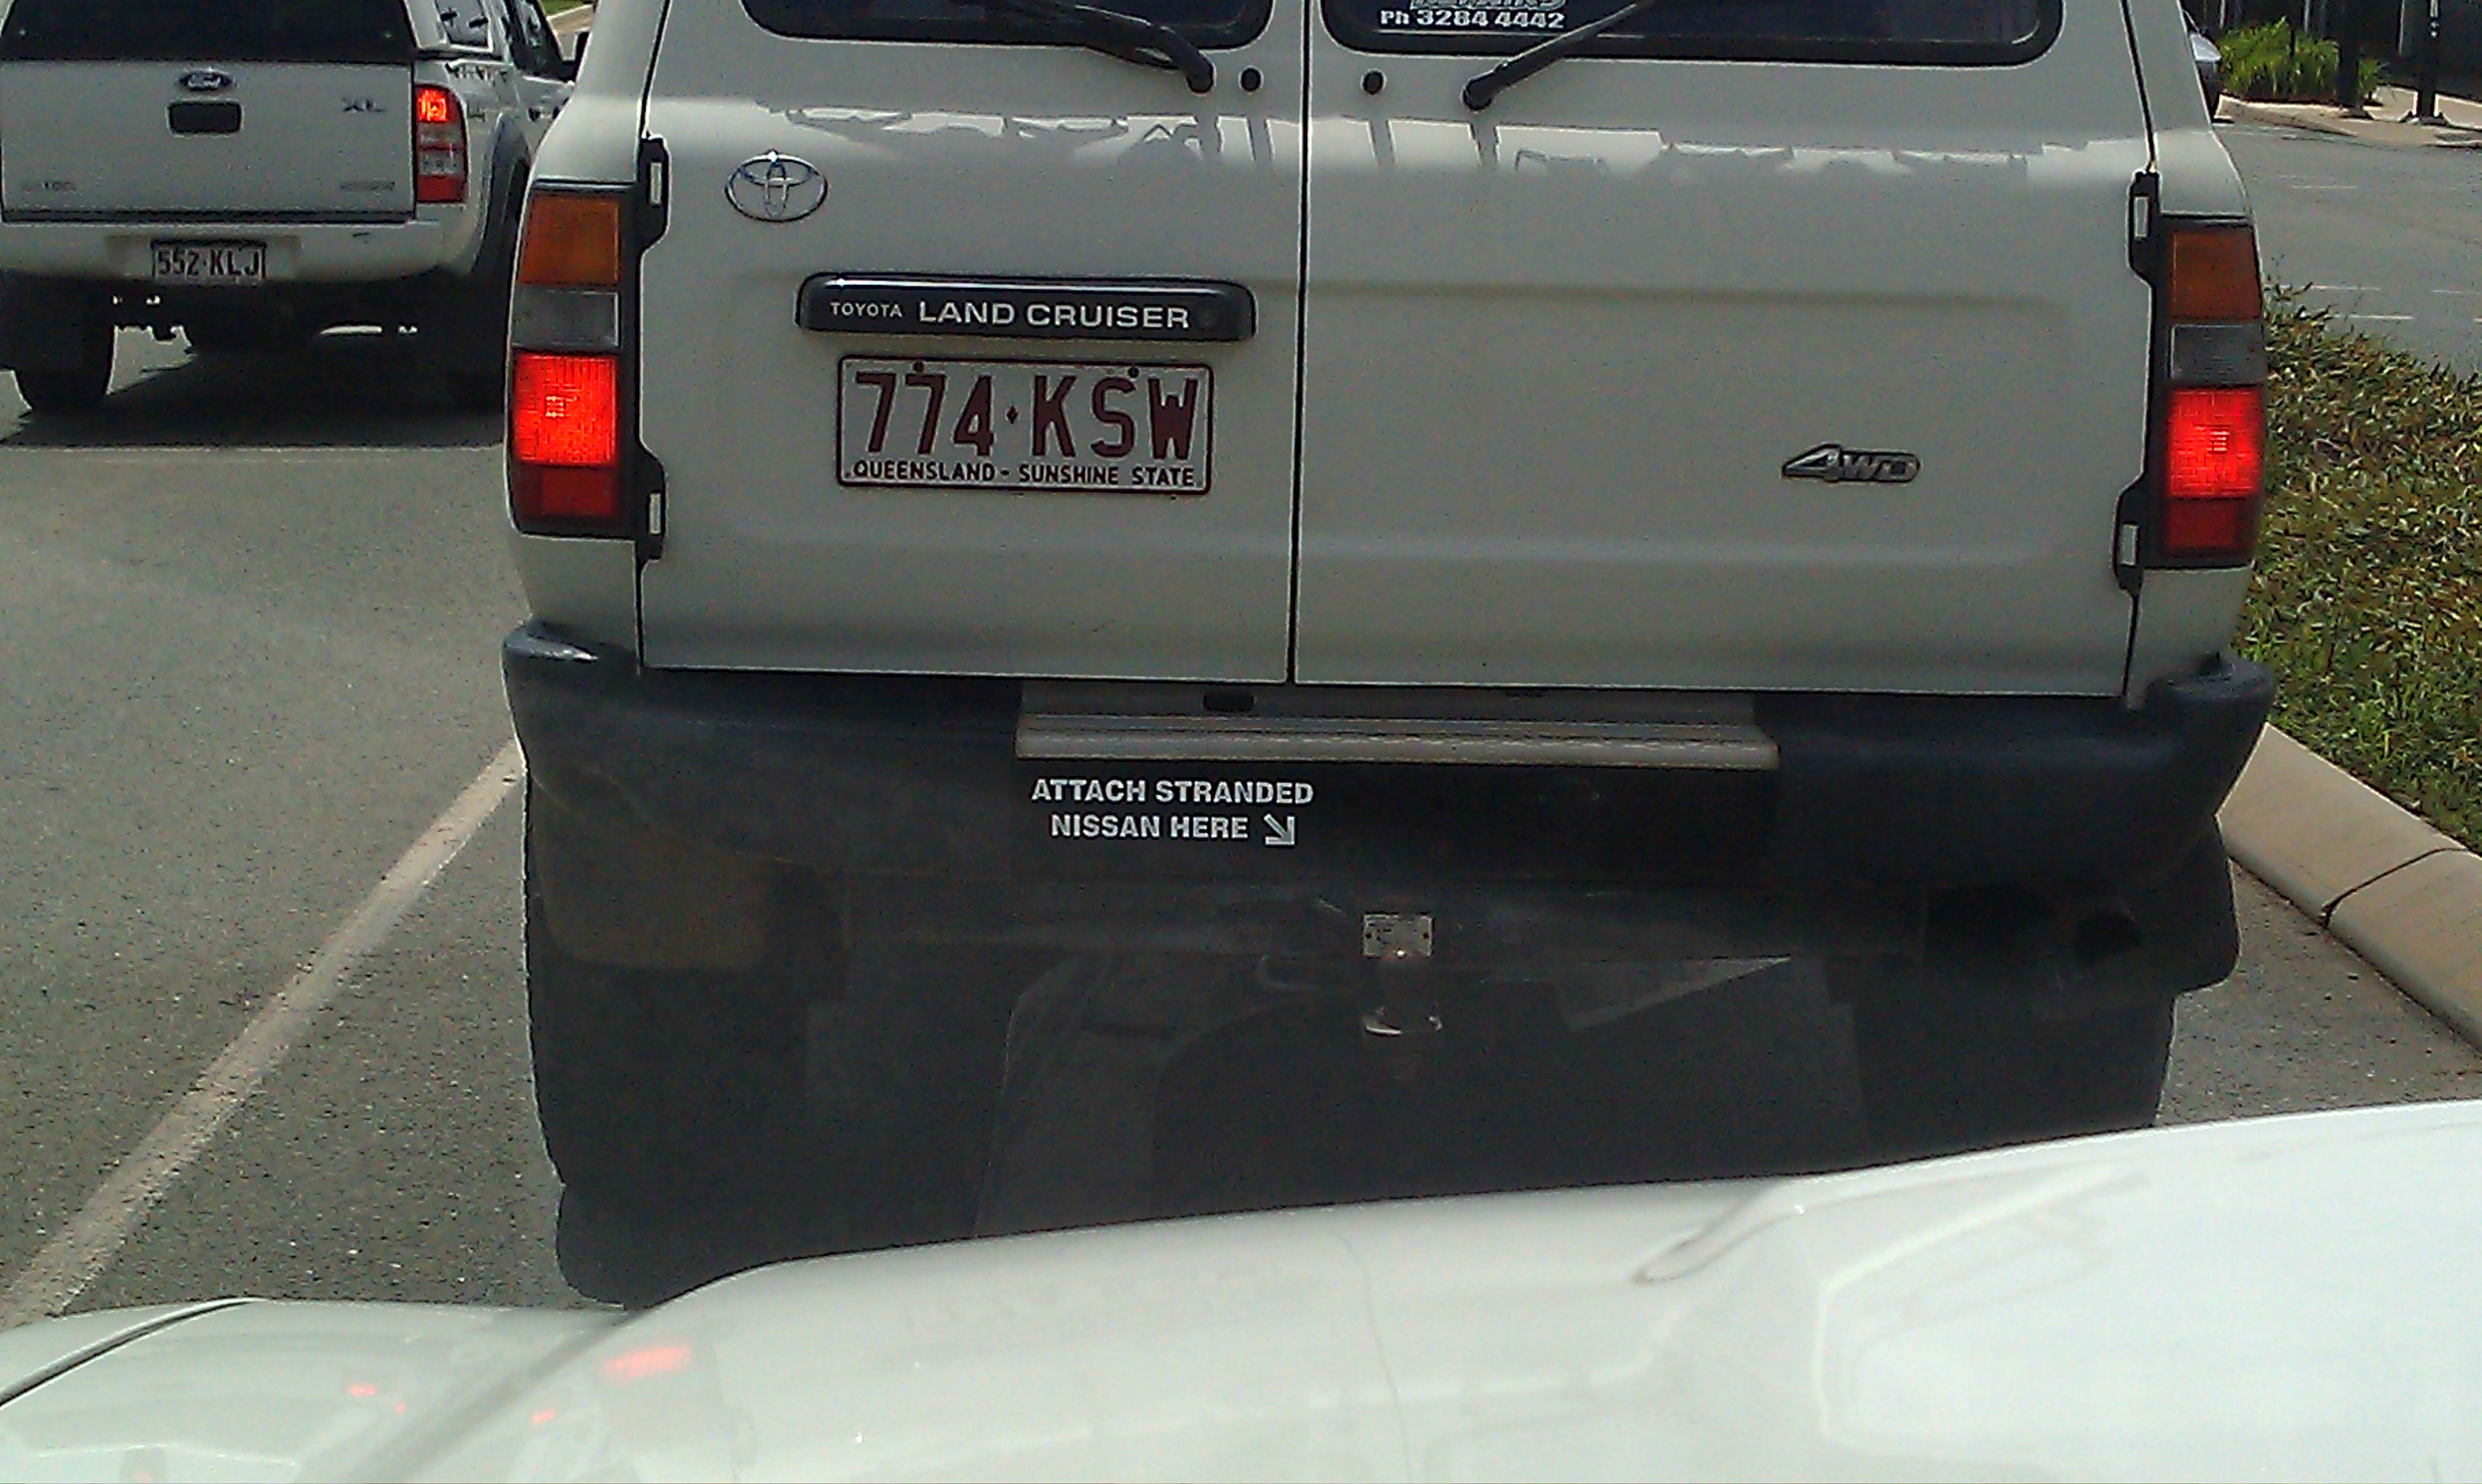 Ph 3284 4442
Ford
XL
552·KLJ
TOYOTA LAND CRUISER
774·KSW
QUEENSLAND - SUNSHINE STATE
4WD
ATTACH STRANDED
NISSAN HERE ↘